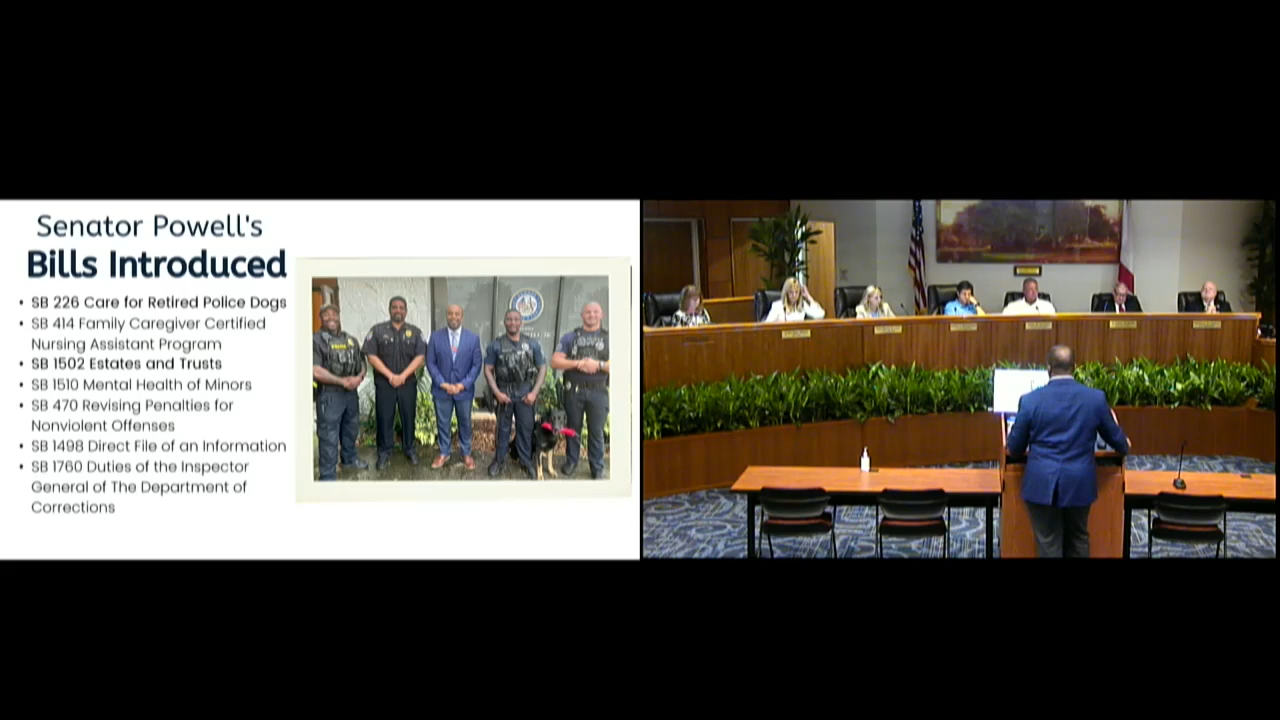 Senator Powell's
Bills Introduced
• SB 226 Care for Retired Police Dogs
• SB 414 Family Caregiver Certified
Nursing Assistant Program
• SB 1502 Estates and Trusts
• SB 1510 Mental Health of Minors
• SB 470 Revising Penalties for
Nonviolent Offenses
• SB 1498 Direct File of an Information
• SB 1760 Duties of the Inspector
General of The Department of
Corrections